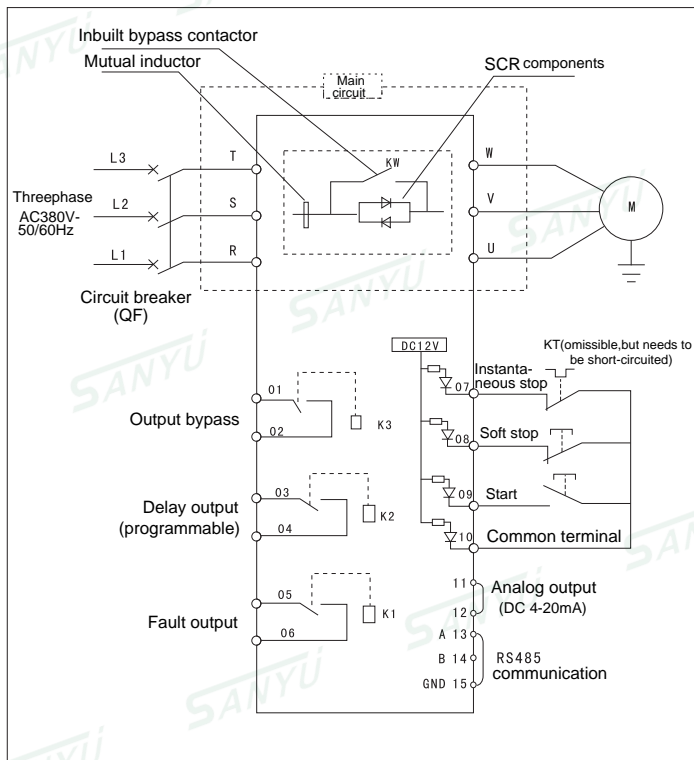 Inbuilt bypass contactor
Mutual inductor
Main
circuit
SCR components
L3
T
KW
W
Threephase
AC380V-
50/60Hz
L2
S
V
M
L1
R
U
Circuit breaker
(QF)
DC12V
KT(omissible,but needs to
be short-circuited)
Instanta-
neous stop
07
01
Output bypass
K3
02
08
Soft stop
03
Delay output
(programmable)
K2
04
09
Start
10
Common terminal
05
Fault output
K1
06
11
Analog output
(DC 4-20mA)
12
A 13
B 14
RS485
communication
GND 15
SANYU
SANYU
SANYU
SANYU
SANYU
SANYU